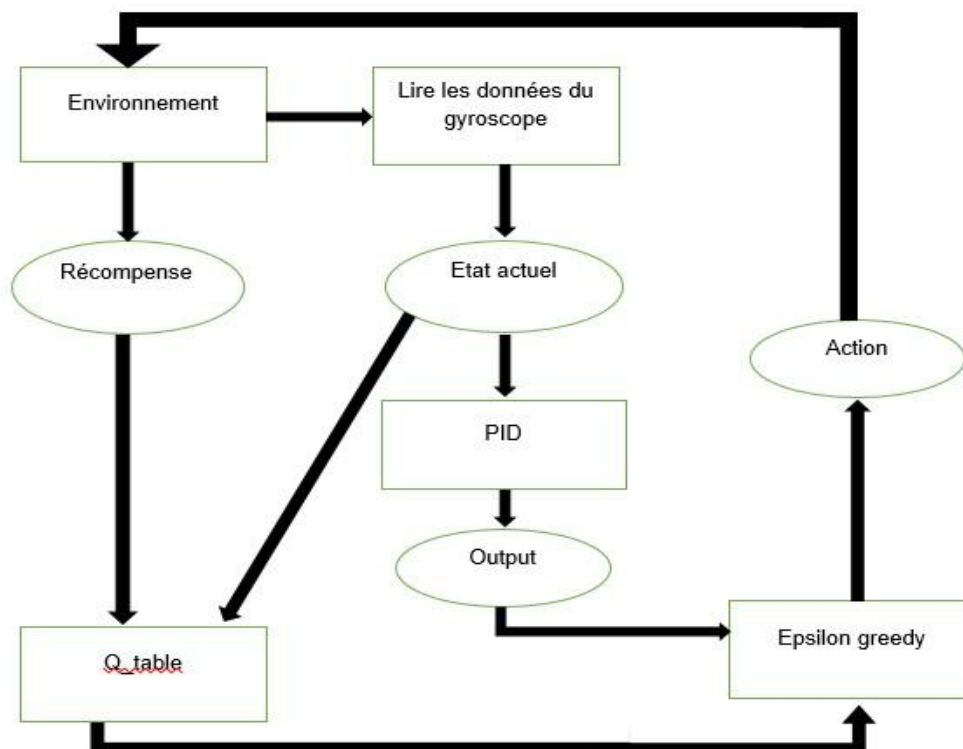 Environnement
Lire les données du
gyroscope
Récompense
Etat actuel
Action
PID
Output
Epsilon greedy
Q_table